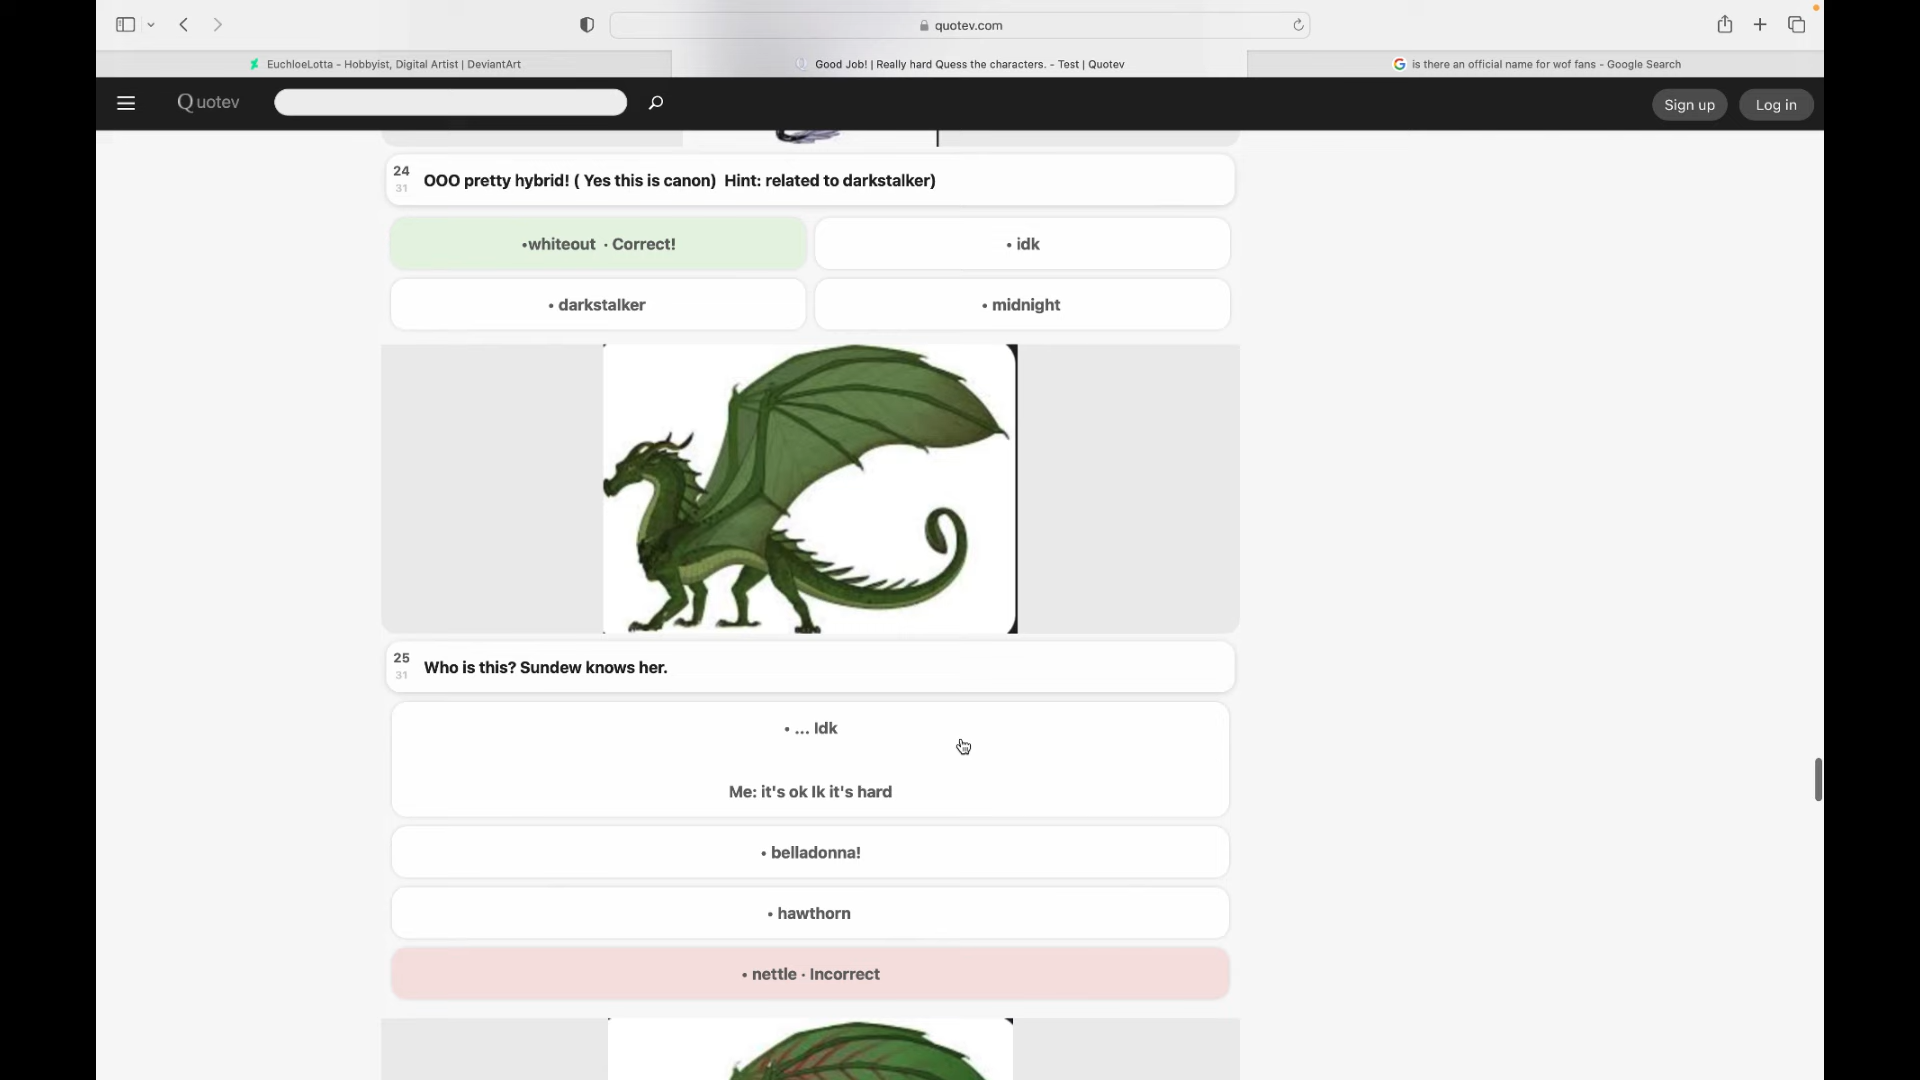 quotev.com
EuchloeLotta - Hobbyist, Digital Artist | DeviantArt
Good Job! | Really hard Quess the characters. - Test | Quotev
is there an official name for wof fans - Google Search
Quotev
Sign up
Log in
24
31
OOO pretty hybrid! ( Yes this is canon)  Hint: related to darkstalker)
•whiteout · Correct!
• idk
• darkstalker
• midnight
25
31
Who is this? Sundew knows her.
• ... Idk
Me: it's ok Ik it's hard
• belladonna!
• hawthorn
• nettle · Incorrect